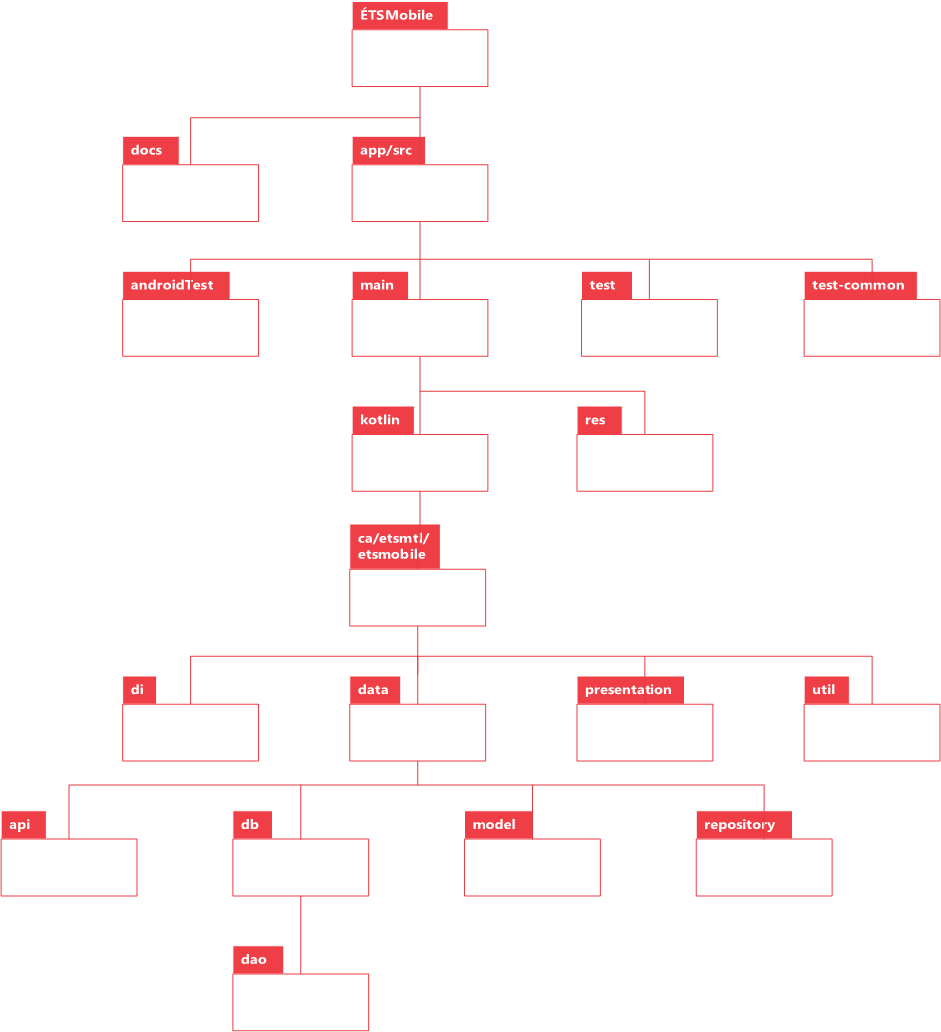 ÉTSMobile
docs
app/src
androidTest
main
test
test-common
kotlin
res
ca/etsmtl/
etsmobile
di
data
presentation
util
api
db
model
repository
dao